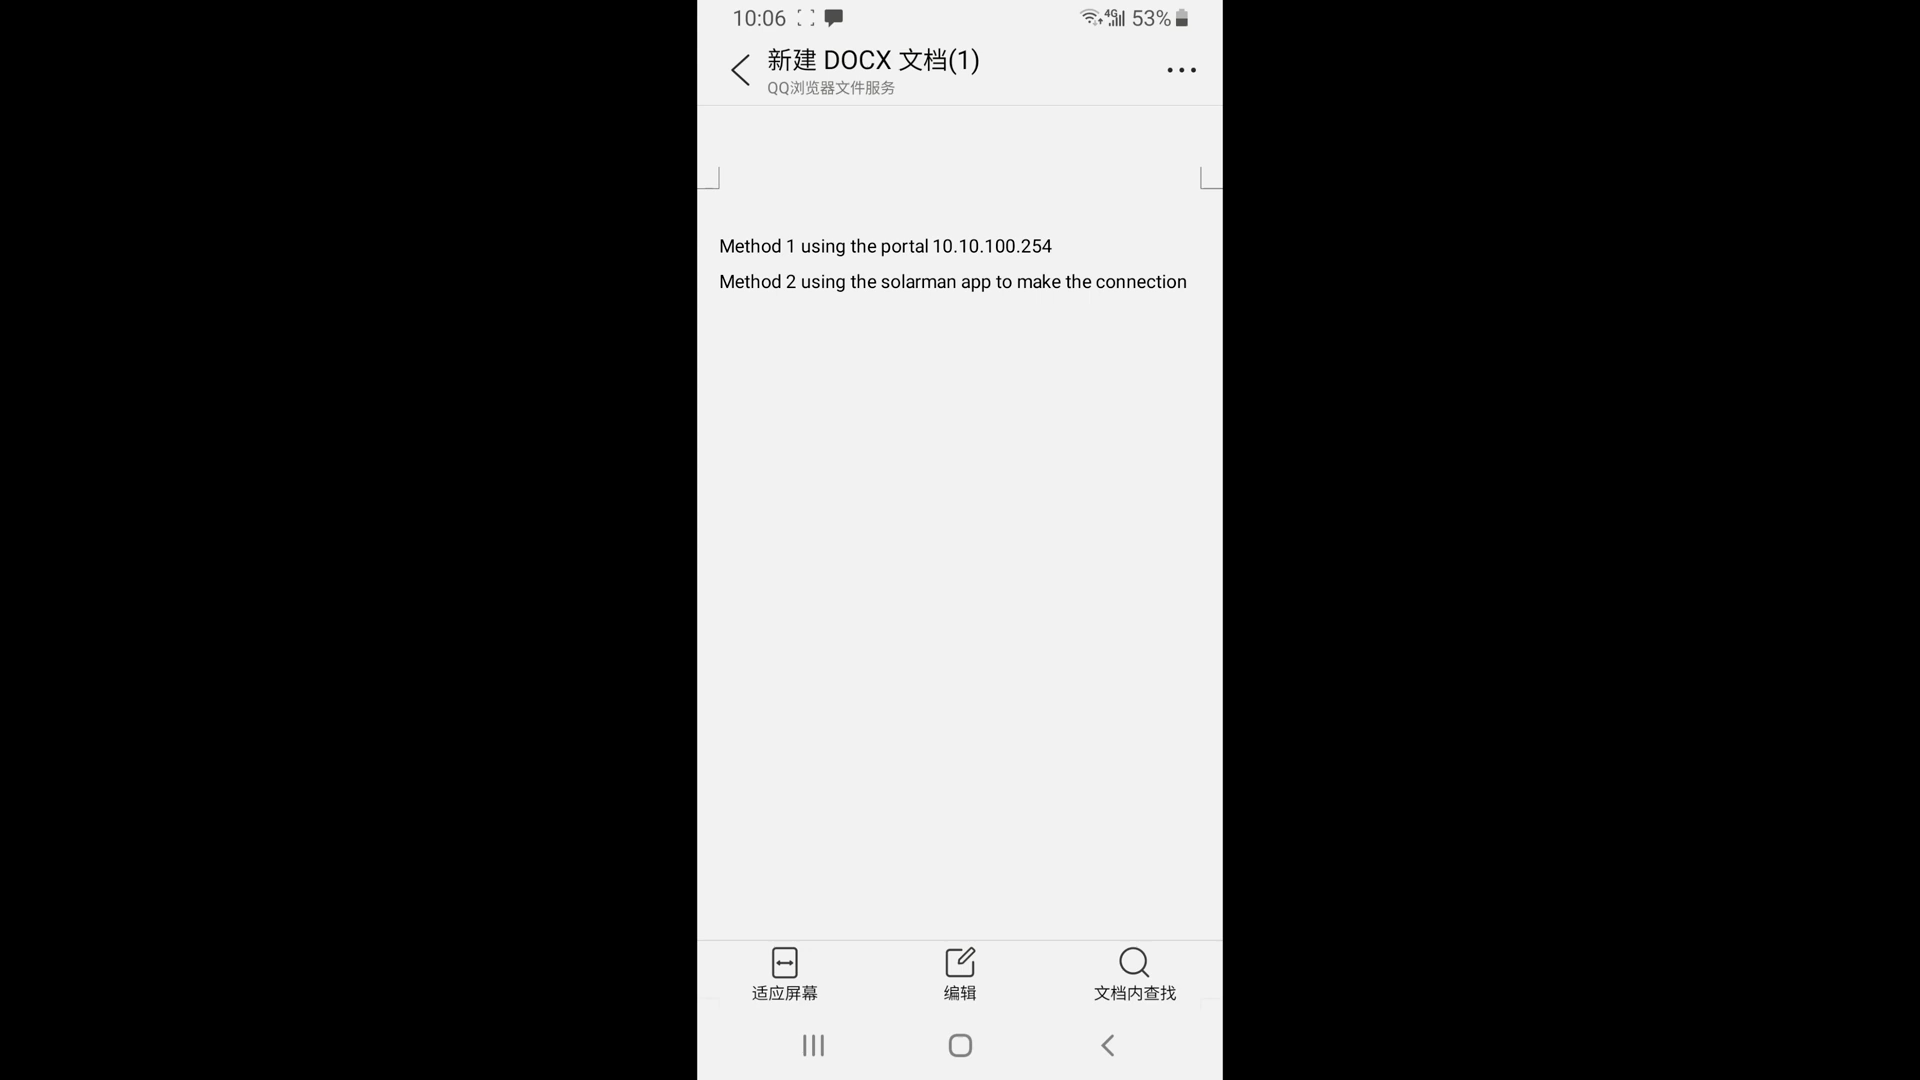 10:06 4G 53%
新建 DOCX 文档(1)
QQ浏览器文件服务
Method 1 using the portal 10.10.100.254
Method 2 using the solarman app to make the connection
适应屏幕 编辑 文档内查找